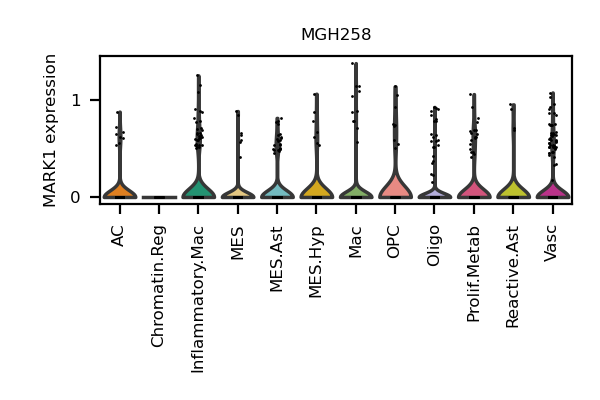 MGH258
MARK1 expression
1
0
AC
Chromatin.Reg
Inflammatory.Mac
MES
MES.Ast
MES.Hyp
Mac
OPC
Oligo
Prolif.Metab
Reactive.Ast
Vasc